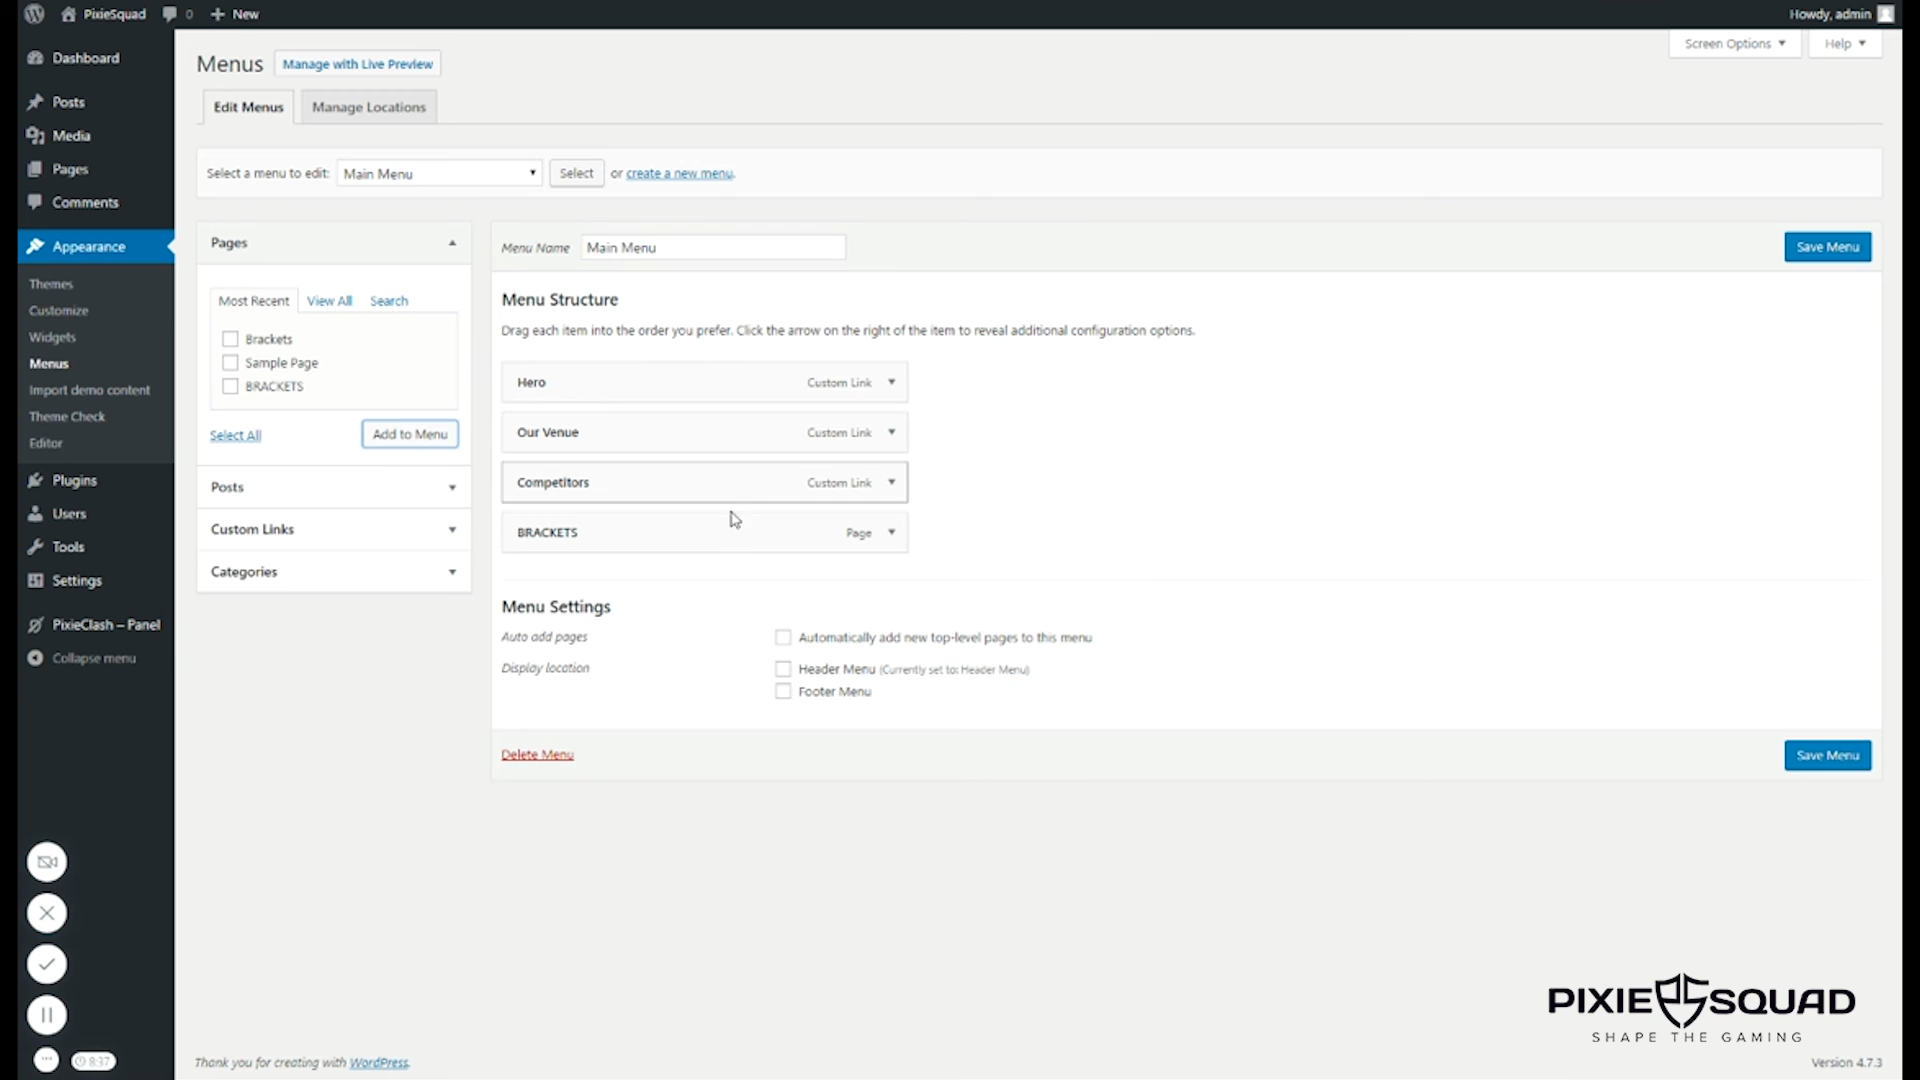 PixieSquad 0 New Howdy, admin
Screen Options Help
Dashboard
Posts
Media
Pages
Comments
Appearance
Themes
Customize
Widgets
Menus
Import demo content
Theme Check
Editor
Plugins
Users
Tools
Settings
PixieClash – Panel
Collapse menu
8:37
Menus Manage with Live Preview
Edit Menus Manage Locations
Select a menu to edit: Main Menu Select or create a new menu.
Pages
Most Recent View All Search
Brackets
Sample Page
BRACKETS
Select All Add to Menu
Posts
Custom Links
Categories
Menu Name Main Menu Save Menu
Menu Structure
Drag each item into the order you prefer. Click the arrow on the right of the item to reveal additional configuration options.
Hero Custom Link
Our Venue Custom Link
Competitors Custom Link
BRACKETS Page
Menu Settings
Auto add pages Automatically add new top-level pages to this menu
Display location Header Menu (Currently set to: Header Menu)
Footer Menu
Delete Menu Save Menu
PIXIE PS SQUAD
SHAPE THE GAMING
Thank you for creating with WordPress. Version 4.7.3